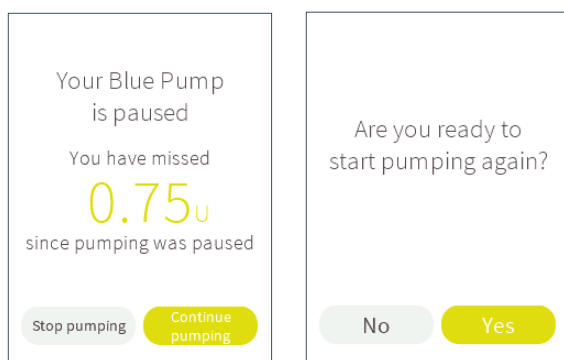 Your Blue Pump
is paused
You have missed
0.75U
since pumping was paused
Stop pumping
Continue
pumping
Are you ready to
start pumping again?
No
Yes